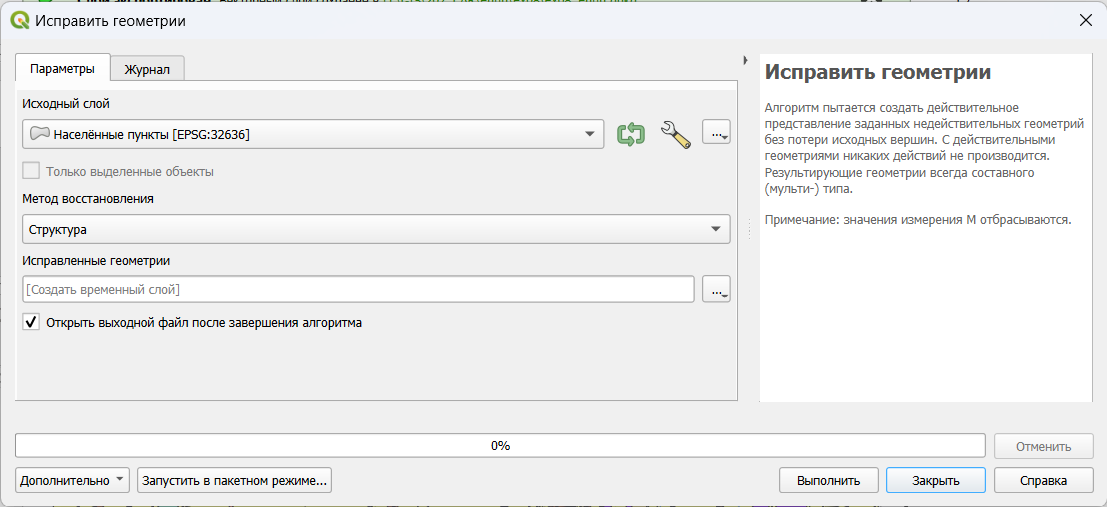 Исправить геометрии
Параметры
Журнал
Исходный слой
Населённые пункты [EPSG:32636]
...
Только выделенные объекты
Метод восстановления
Структура
Исправленные геометрии
[Создать временный слой]
...
Открыть выходной файл после завершения алгоритма
Исправить геометрии
Алгоритм пытается создать действительное
представление заданных недействительных геометрий
без потери исходных вершин. С действительными
геометриями никаких действий не производится.
Результирующие геометрии всегда составного
(мульти-) типа.
Примечание: значения измерения M отбрасываются.
0%
Отменить
Дополнительно
Запустить в пакетном режиме...
Выполнить
Закрыть
Справка